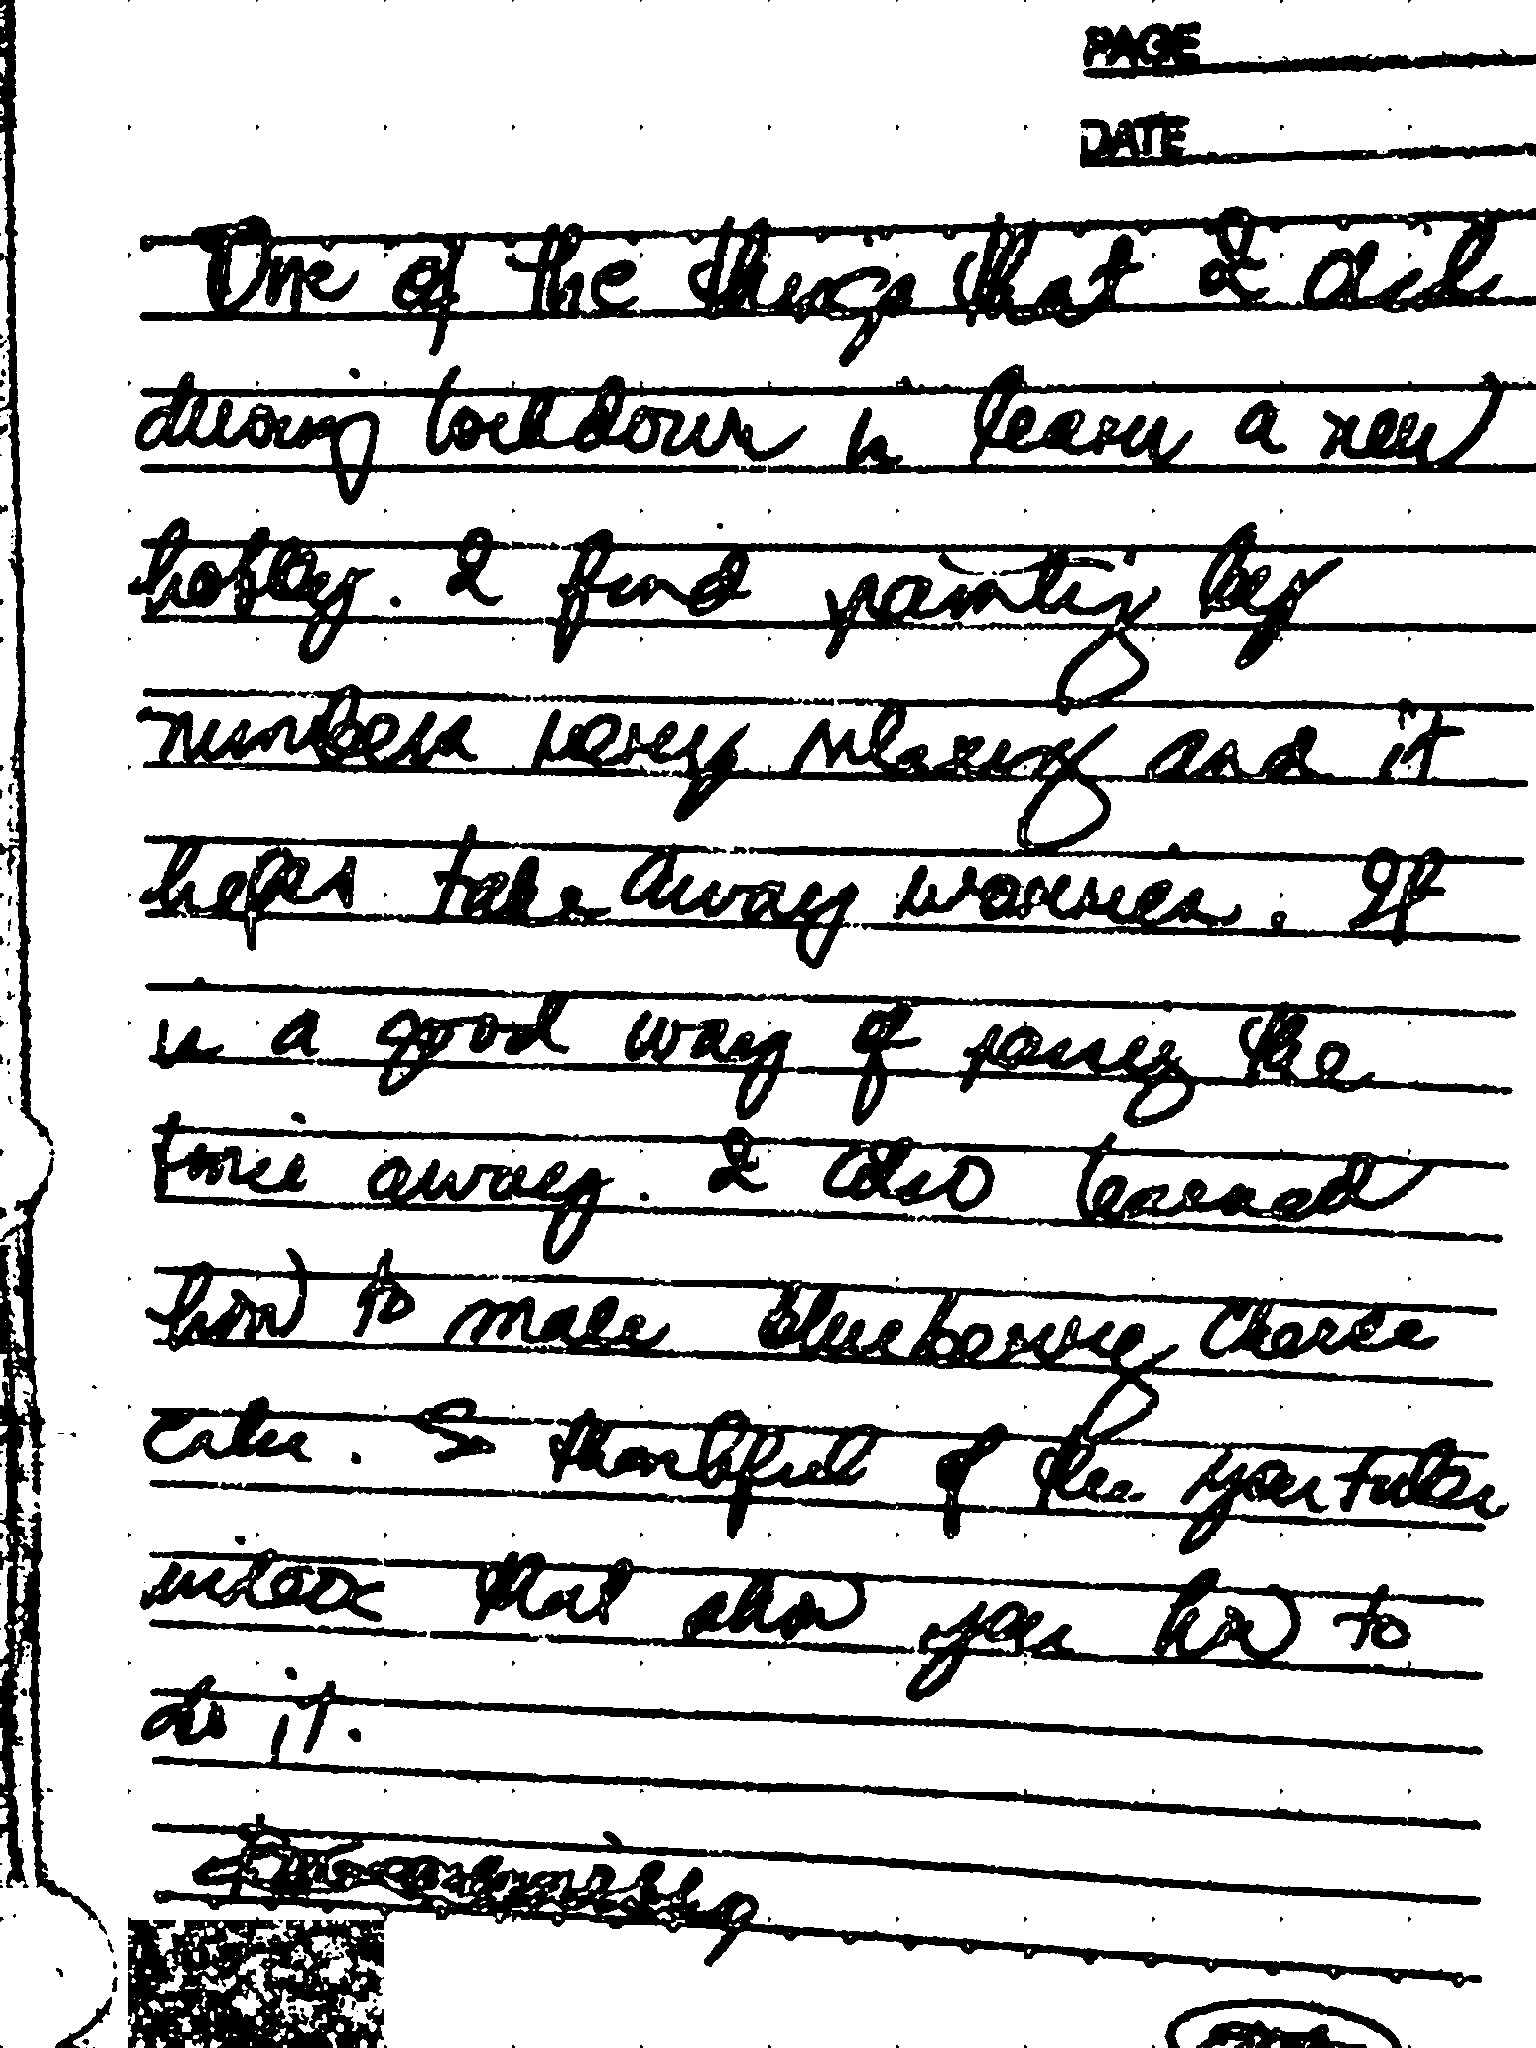 PAGE
DATE
One of the things that I did
during lockdown is learn a new
hobby. I find painting by
numbers very relaxing and it
helps take away worries. It
is a good way of passing the
time away. I also learned
how to make blueberry cheese
cake. So thankful of the YouTube
videos that show you how to
do it.